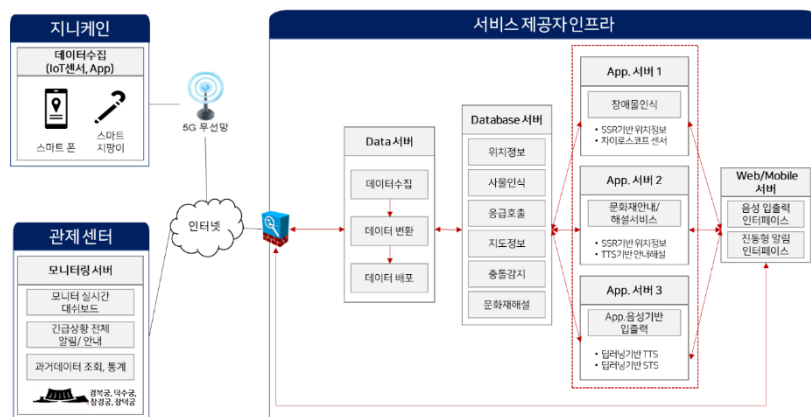 지니케인
데이터수집
(IoT센서, App)
스마트 폰
스마트
지팡이
5G 무선망
인터넷
관제 센터
모니터링 서버
모니터 실시간
대쉬보드
긴급상황 전체
알림/ 안내
과거데이터 조회, 통계
경복궁, 덕수궁,
창경궁, 창덕궁
서비스 제공자 인프라
Data 서버
데이터수집
데이터 변환
데이터 배포
Database 서버
위치정보
사물인식
응급호출
지도정보
충돌감지
문화재해설
App. 서버 1
장애물인식
• SSR기반 위치정보
• 자이로스코프 센서
App. 서버 2
문화재안내/
해설서비스
• SSR기반 위치정보
• TTS기반 안내해설
App. 서버 3
App.음성기반
입출력
• 딥러닝기반 TTS
• 딥러닝기반 STS
Web/Mobile
서버
음성 입출력
인터페이스
진동형 알림
인터페이스